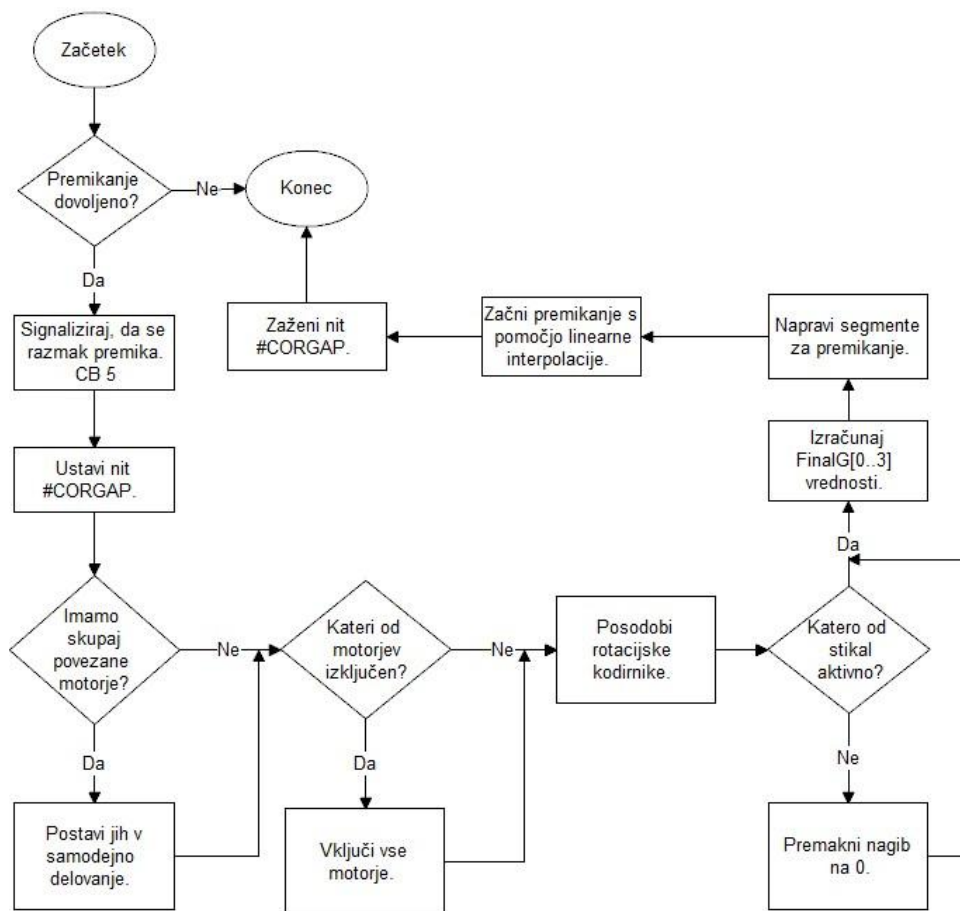 Začetek
Premikanje
dovoljeno?
Ne
Konec
Da
Signaliziraj, da se
razmak premika.
CB 5
Zaženi nit
#CORGAP.
Začni premikanje s
pomočjo linearne
interpolacije.
Napravi segmente
za premikanje.
Ustavi nit
#CORGAP.
Izračunaj
FinalG[0..3]
vrednosti.
Da
Imamo
skupaj
povezane
motorje?
Ne
Kateri od
motorjev
izključen?
Ne
Posodobi
rotacijske
kodirnike.
Katero od
stikal
aktivno?
Da
Da
Ne
Postavi jih v
samodejno
delovanje.
Vključi vse
motorje.
Premakni nagib
na 0.